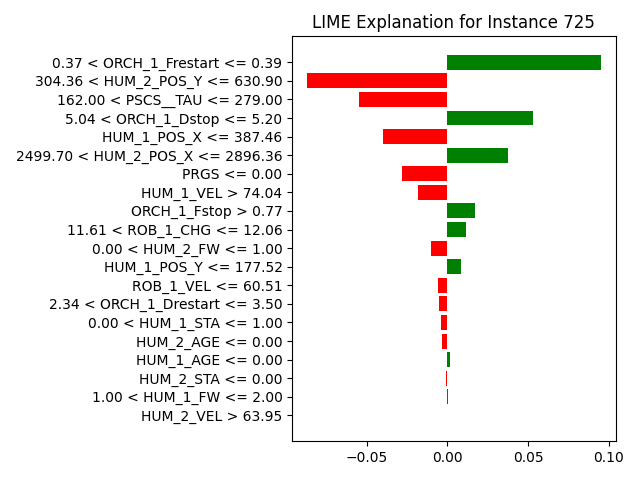 LIME Explanation for Instance 725
0.37 < ORCH_1_Frestart <= 0.39
304.36 < HUM_2_POS_Y <= 630.90
162.00 < PSCS__TAU <= 279.00
5.04 < ORCH_1_Dstop <= 5.20
HUM_1_POS_X <= 387.46
2499.70 < HUM_2_POS_X <= 2896.36
PRGS <= 0.00
HUM_1_VEL > 74.04
ORCH_1_Fstop > 0.77
11.61 < ROB_1_CHG <= 12.06
0.00 < HUM_2_FW <= 1.00
HUM_1_POS_Y <= 177.52
ROB_1_VEL <= 60.51
2.34 < ORCH_1_Drestart <= 3.50
0.00 < HUM_1_STA <= 1.00
HUM_2_AGE <= 0.00
HUM_1_AGE <= 0.00
HUM_2_STA <= 0.00
1.00 < HUM_1_FW <= 2.00
HUM_2_VEL > 63.95
−0.05 0.00 0.05 0.10